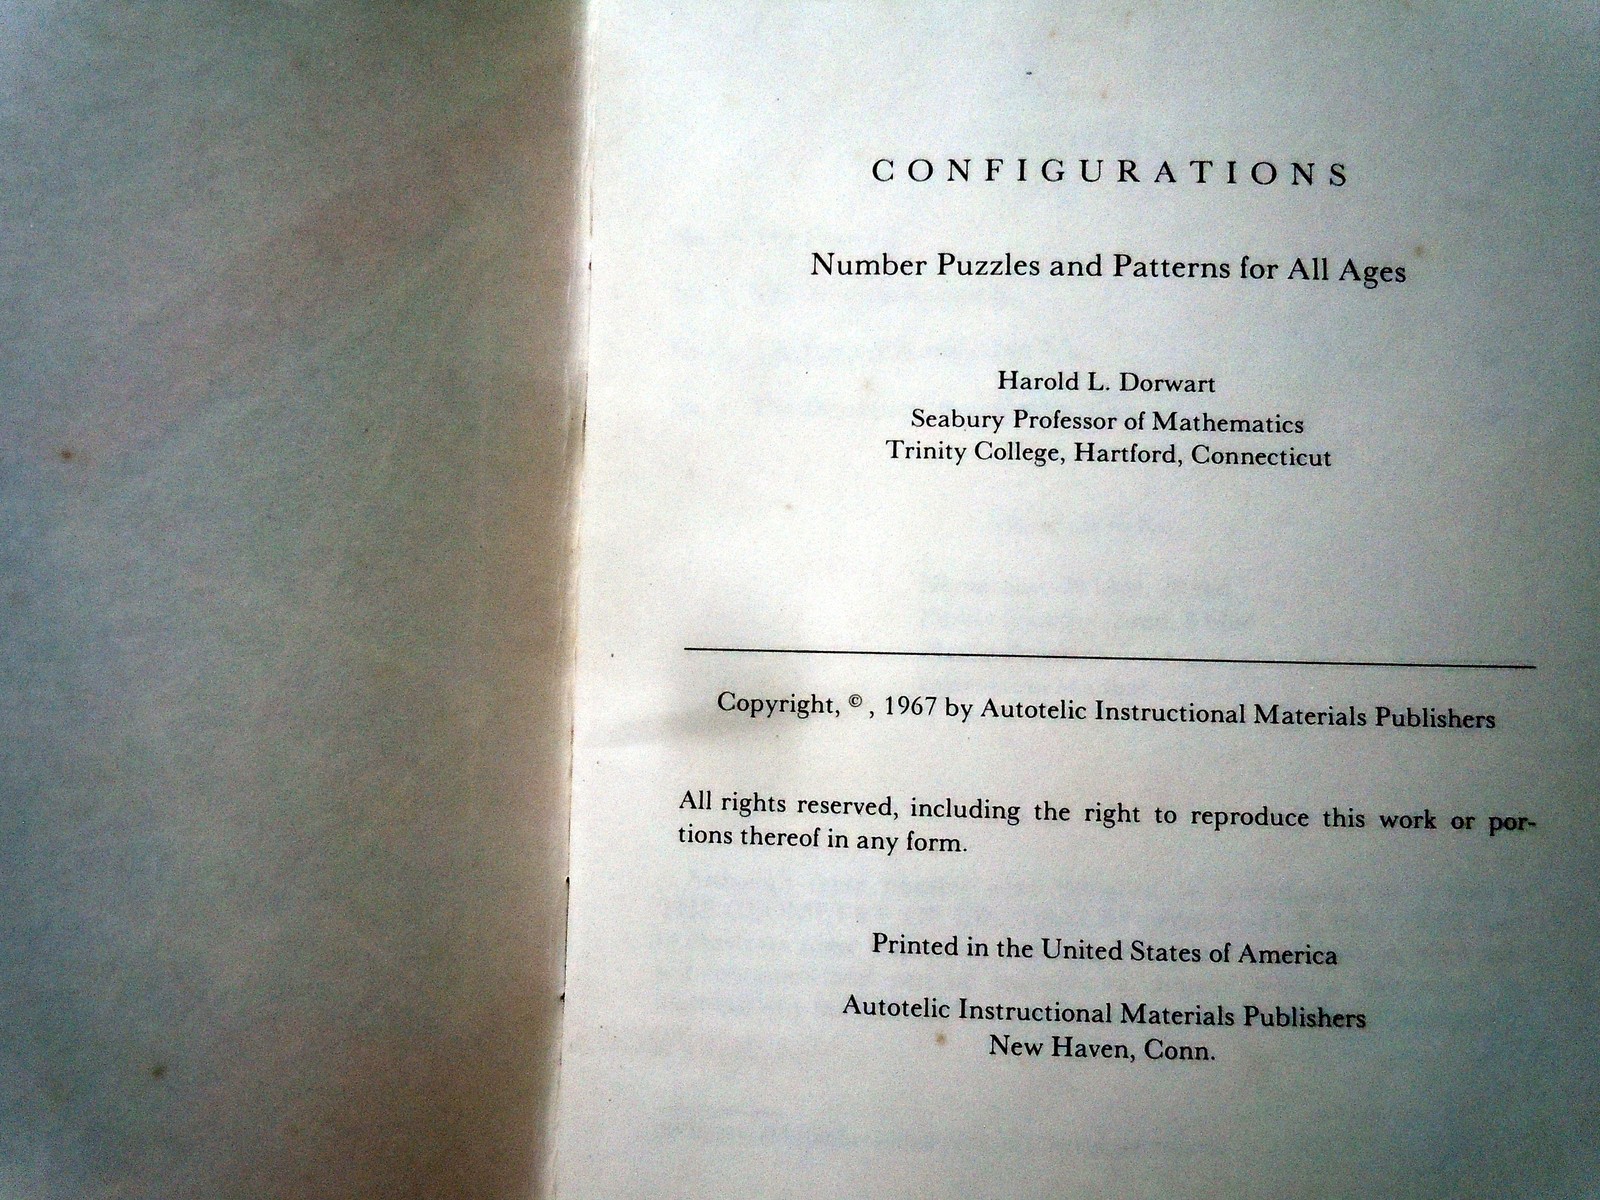 CONFIGURATIONS
Number Puzzles and Patterns for All Ages
Harold L. Dorwart
Seabury Professor of Mathematics
Trinity College, Hartford, Connecticut
Copyright, ©, 1967 by Autotelic Instructional Materials Publishers
All rights reserved, including the right to reproduce this work or por-
tions thereof in any form.
Printed in the United States of America
Autotelic Instructional Materials Publishers
New Haven, Conn.